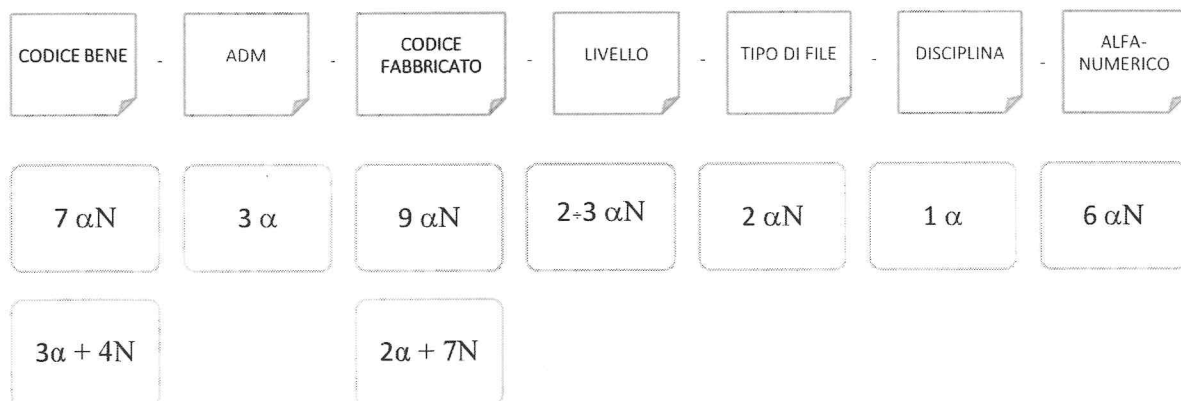 CODICE BENE - ADM - CODICE FABBRICATO - LIVELLO - TIPO DI FILE - DISCIPLINA - ALFA-NUMERICO
7 αN 3 α 9 αN 2÷3 αN 2 αN 1 α 6 αN
3α + 4N 2α + 7N